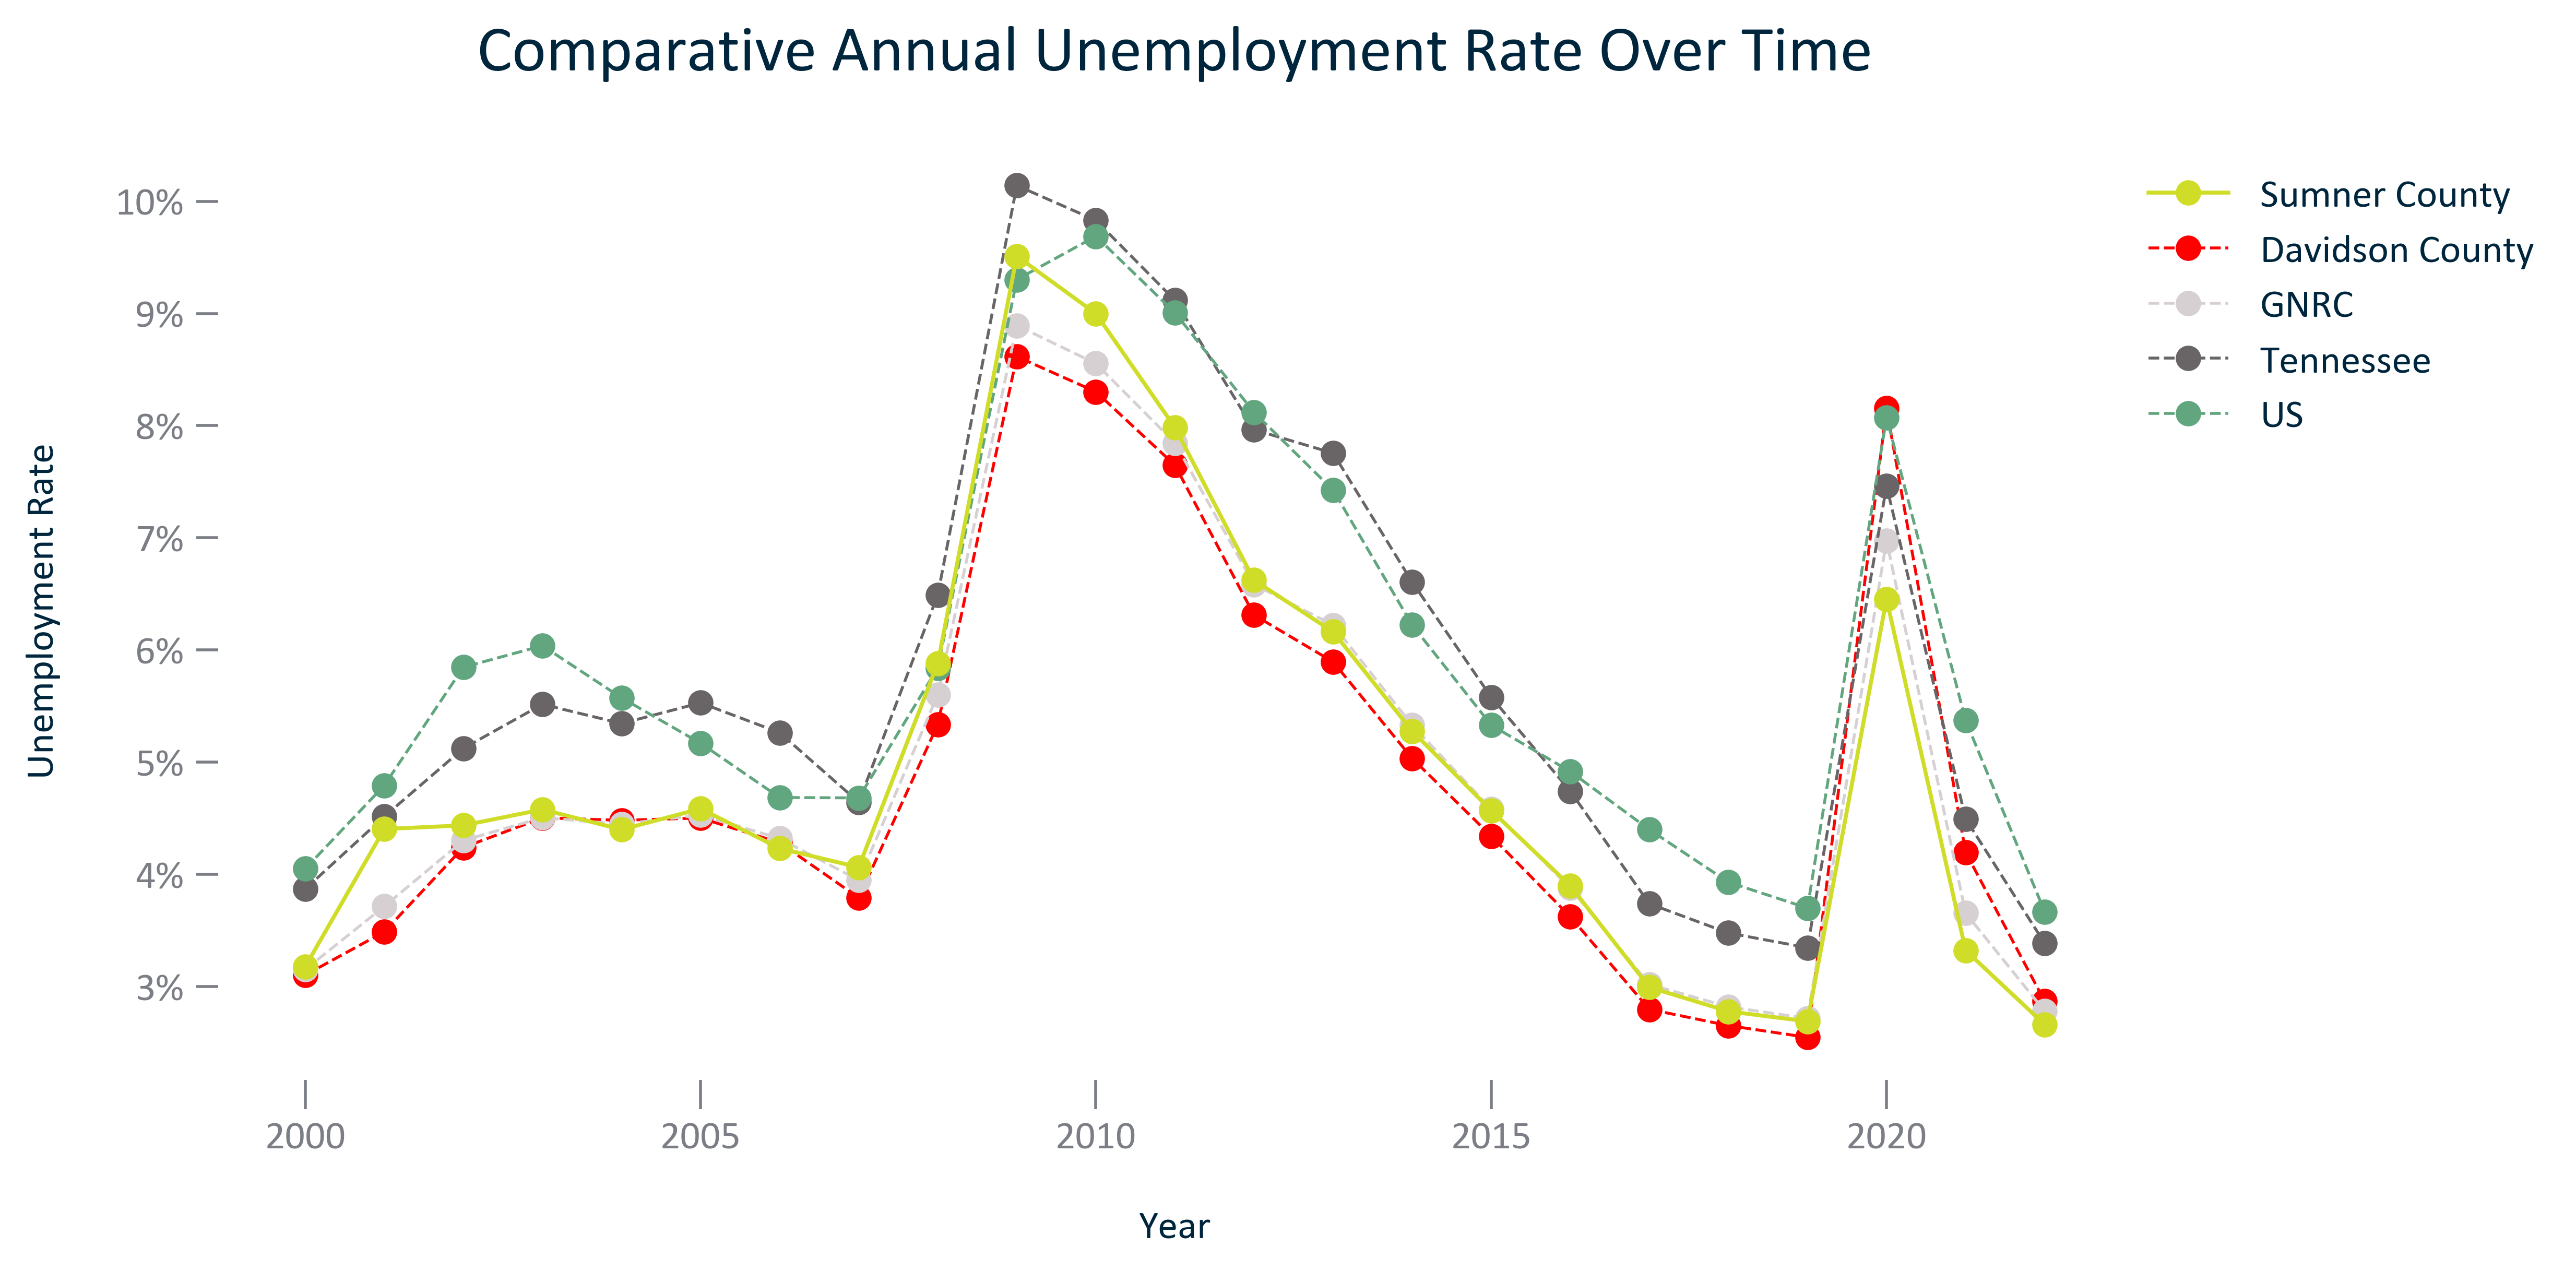 Comparative Annual Unemployment Rate Over Time
10%
9%
8%
7%
6%
5%
4%
3%
Unemployment Rate
2000
2005
2010
2015
2020
Year
Sumner County
Davidson County
GNRC
Tennessee
US